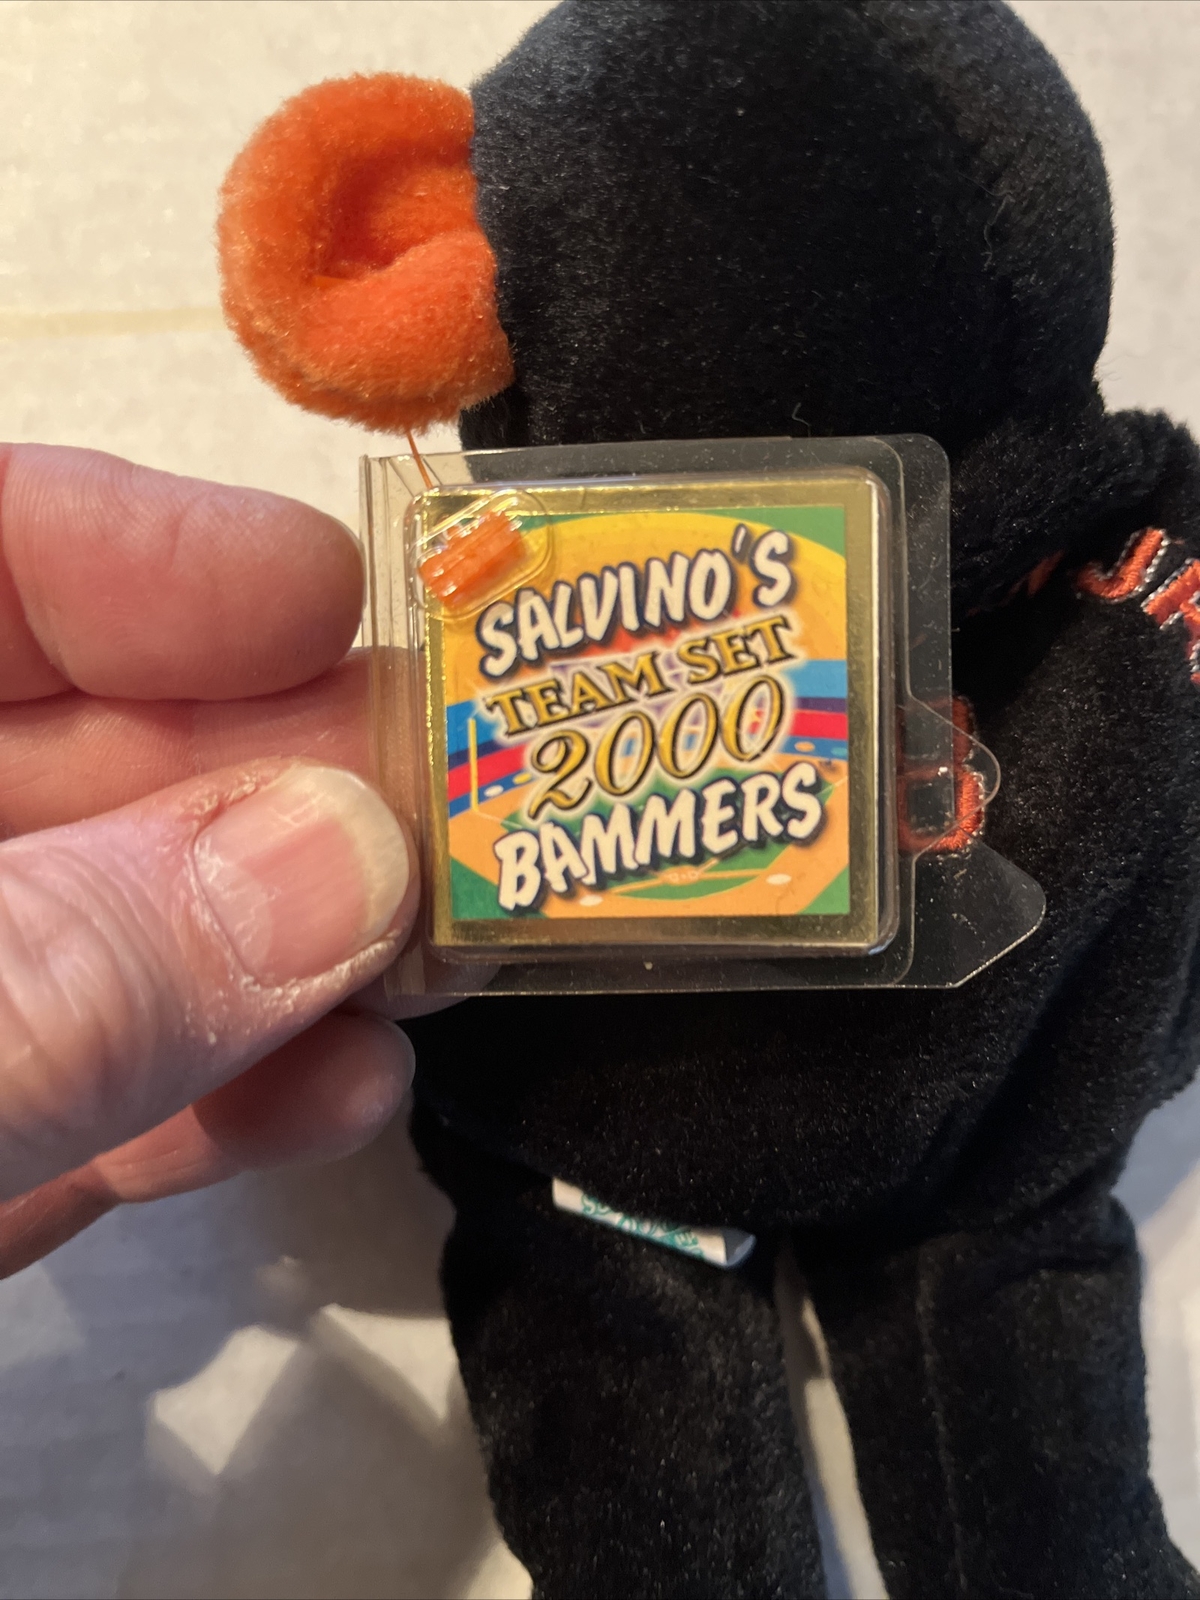 SALVINO'S
TEAM SET
2000
BAMMERS